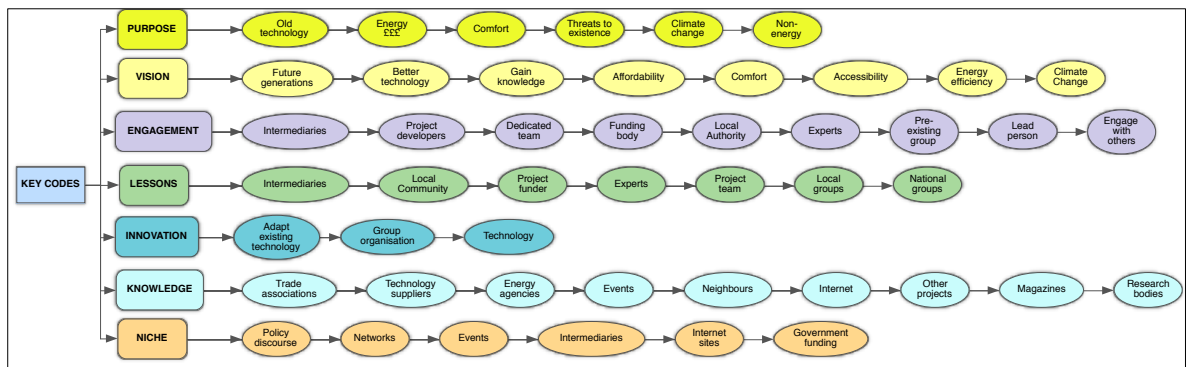 PURPOSE
Old
technology
Energy
£££
Comfort
Threats to
existence
Climate
change
Non-
energy
VISION
Future
generations
Better
technology
Gain
knowledge
Affordability
Comfort
Accessibility
Energy
efficiency
Climate
Change
ENGAGEMENT
Intermediaries
Project
developers
Dedicated
team
Funding
body
Local
Authority
Experts
Pre-
existing
group
Lead
person
Engage
with
others
KEY CODES
LESSONS
Intermediaries
Local
Community
Project
funder
Experts
Project
team
Local
groups
National
groups
INNOVATION
Adapt
existing
technology
Group
organisation
Technology
KNOWLEDGE
Trade
associations
Technology
suppliers
Energy
agencies
Events
Neighbours
Internet
Other
projects
Magazines
Research
bodies
NICHE
Policy
discourse
Networks
Events
Intermediaries
Internet
sites
Government
funding